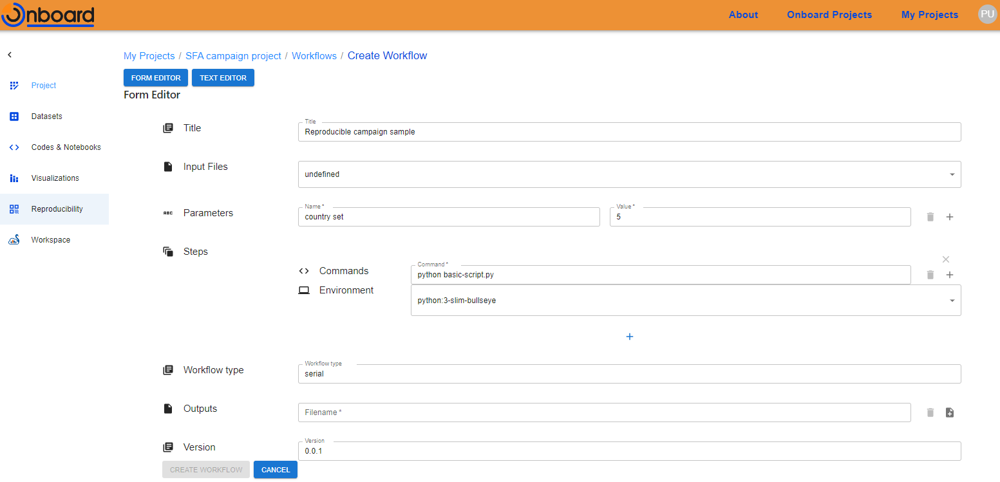 Onboard
About Onboard Projects My Projects PU
My Projects / SFA campaign project / Workflows / Create Workflow
FORM EDITOR TEXT EDITOR
Form Editor
Project
Datasets
Codes & Notebooks
Visualizations
Reproducibility
Workspace
Title
Title
Reproducible campaign sample
Input Files
undefined
ABC Parameters
Name *
country set
Value *
5
Steps
Commands
Command *
python basic-script.py
Environment
python:3-slim-bullseye
Workflow type
Workflow type
serial
Outputs
Filename *
Version
Version
0.0.1
CREATE WORKFLOW CANCEL